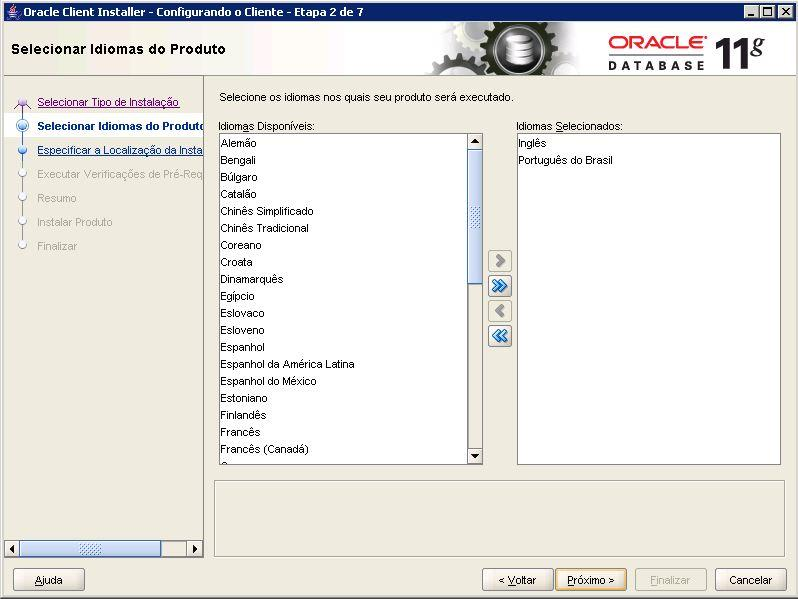 Oracle Client Installer - Configurando o Cliente - Etapa 2 de 7
Selecionar Idiomas do Produto
ORACLE
DATABASE
11g
Selecionar Tipo de Instalação
Selecionar Idiomas do Produto
Especificar a Localização da Insta
Executar Verificações de Pré-Req
Resumo
Instalar Produto
Finalizar
Selecione os idiomas nos quais seu produto será executado.
Idiomas Disponíveis:
Alemão
Bengali
Búlgaro
Catalão
Chinês Simplificado
Chinês Tradicional
Coreano
Croata
Dinamarquês
Egípcio
Eslovaco
Esloveno
Espanhol
Espanhol da América Latina
Espanhol do México
Estoniano
Finlandês
Francês
Francês (Canadá)
Idiomas Selecionados:
Inglês
Português do Brasil
Ajuda
< Voltar
Próximo >
Finalizar
Cancelar